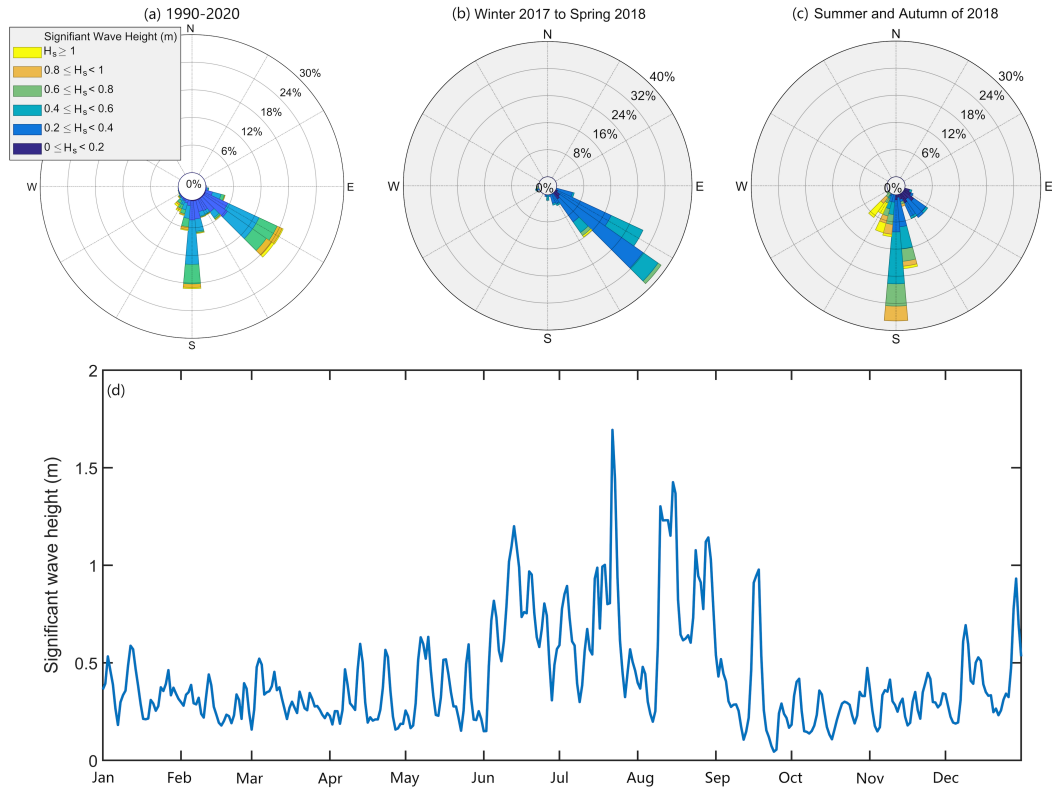 (a) 1990-2020
(b) Winter 2017 to Spring 2018
(c) Summer and Autumn of 2018
Signifiant Wave Height (m)
Hs ≥ 1
0.8 ≤ Hs < 1
0.6 ≤ Hs < 0.8
0.4 ≤ Hs < 0.6
0.2 ≤ Hs < 0.4
0 ≤ Hs < 0.2
N
30%
24%
18%
12%
6%
0%
W
E
S
N
40%
32%
24%
16%
8%
0%
W
E
S
N
30%
24%
18%
12%
6%
0%
W
E
S
(d)
Significant wave height (m)
2
1.5
1
0.5
0
Jan Feb Mar Apr May Jun Jul Aug Sep Oct Nov Dec